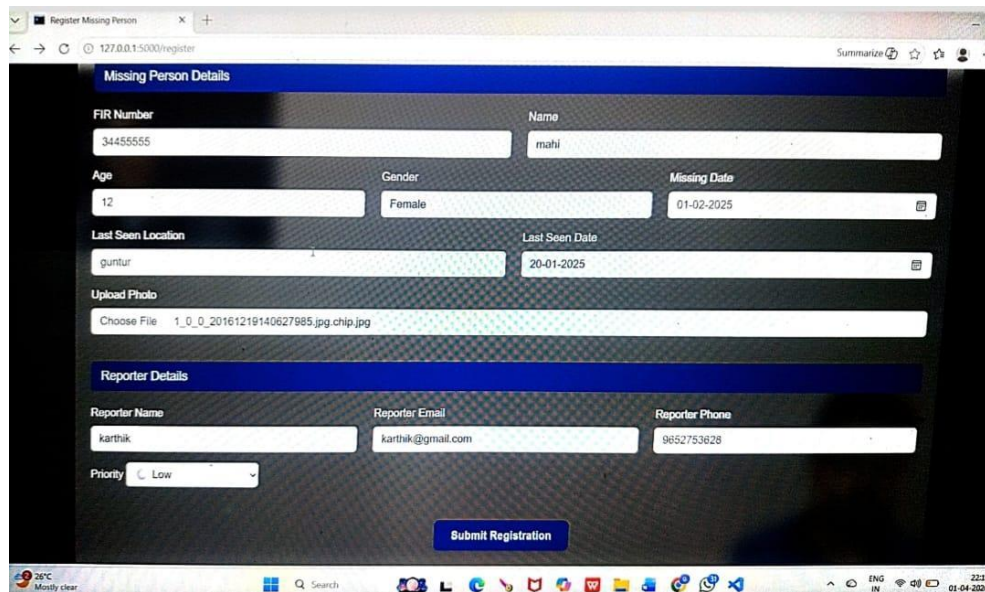 Register Missing Person
127.0.0.1:5000/register
Summarize
Missing Person Details
FIR Number
Name
34455555
mahi
Age
Gender
Missing Date
12
Female
01-02-2025
Last Seen Location
Last Seen Date
guntur
20-01-2025
Upload Photo
Choose File 1_0_0_20161219140627985.jpg.chip.jpg
Reporter Details
Reporter Name
Reporter Email
Reporter Phone
karthik
karthik@gmail.com
9652753628
Priority Low
Submit Registration
26°C
Mostly clear
Search
ENG
IN
22:1
01-04-202